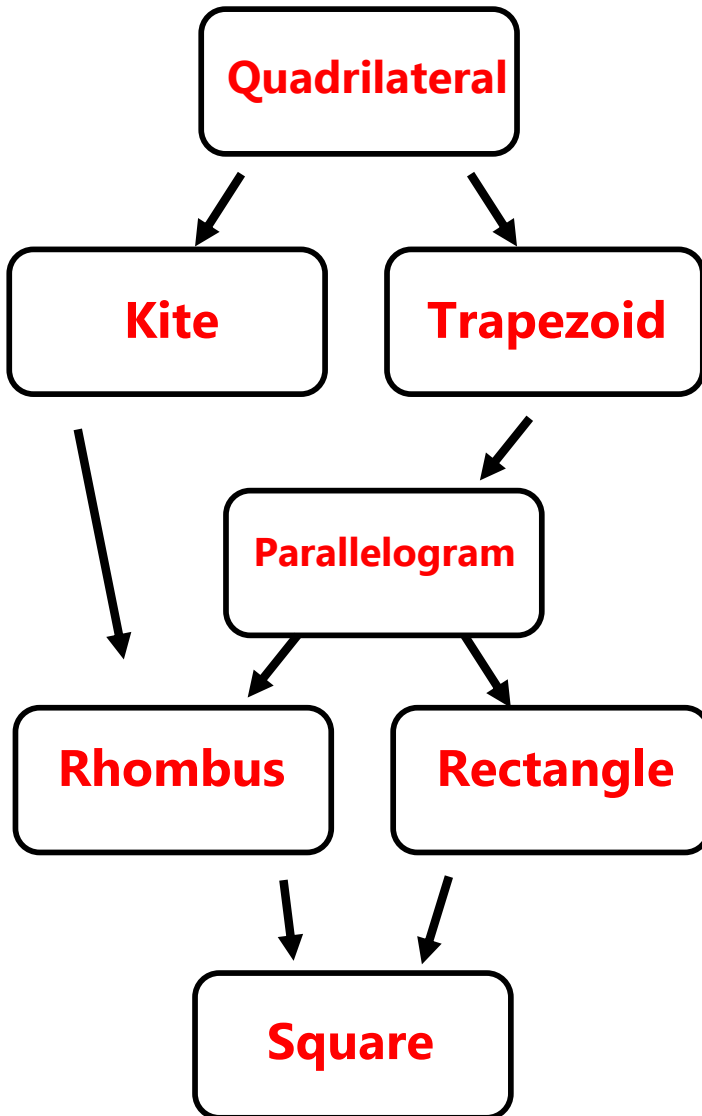 Quadrilateral
Kite
Trapezoid
Parallelogram
Rhombus
Rectangle
Square